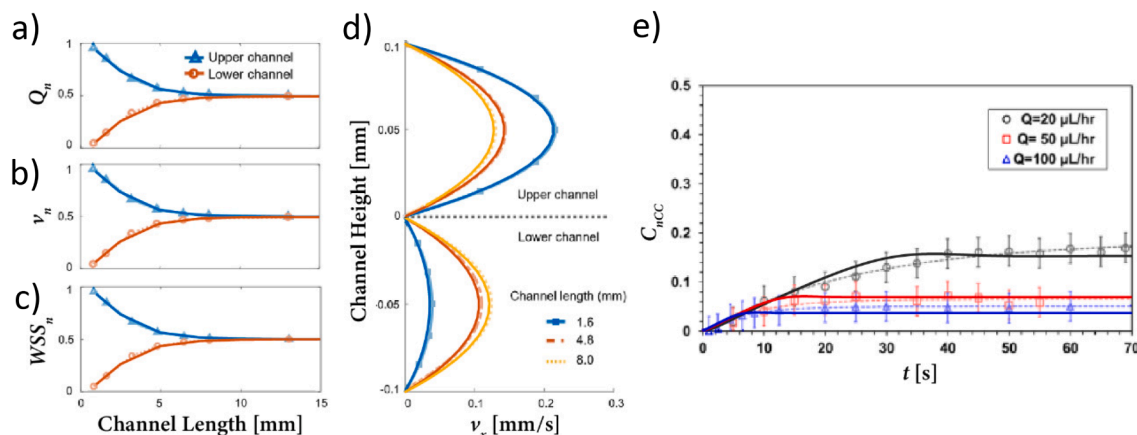 a)
1
0.5
0
Q_n
Upper channel
Lower channel
b)
1
0.5
0
v_n
c)
1
0.5
0
WSS_n
0 5 10 15
Channel Length [mm]
d)
0.1
0.05
0
-0.05
-0.1
Channel Height [mm]
Upper channel
Lower channel
Channel length (mm)
1.6
4.8
8.0
0 0.1 0.2
v_x [mm/s]
e)
0.5
0.4
0.3
0.2
0.1
0
C_nCC
Q=20 µL/hr
Q= 50 µL/hr
Q=100 µL/hr
0 10 20 30 40 50 60 70
t [s]